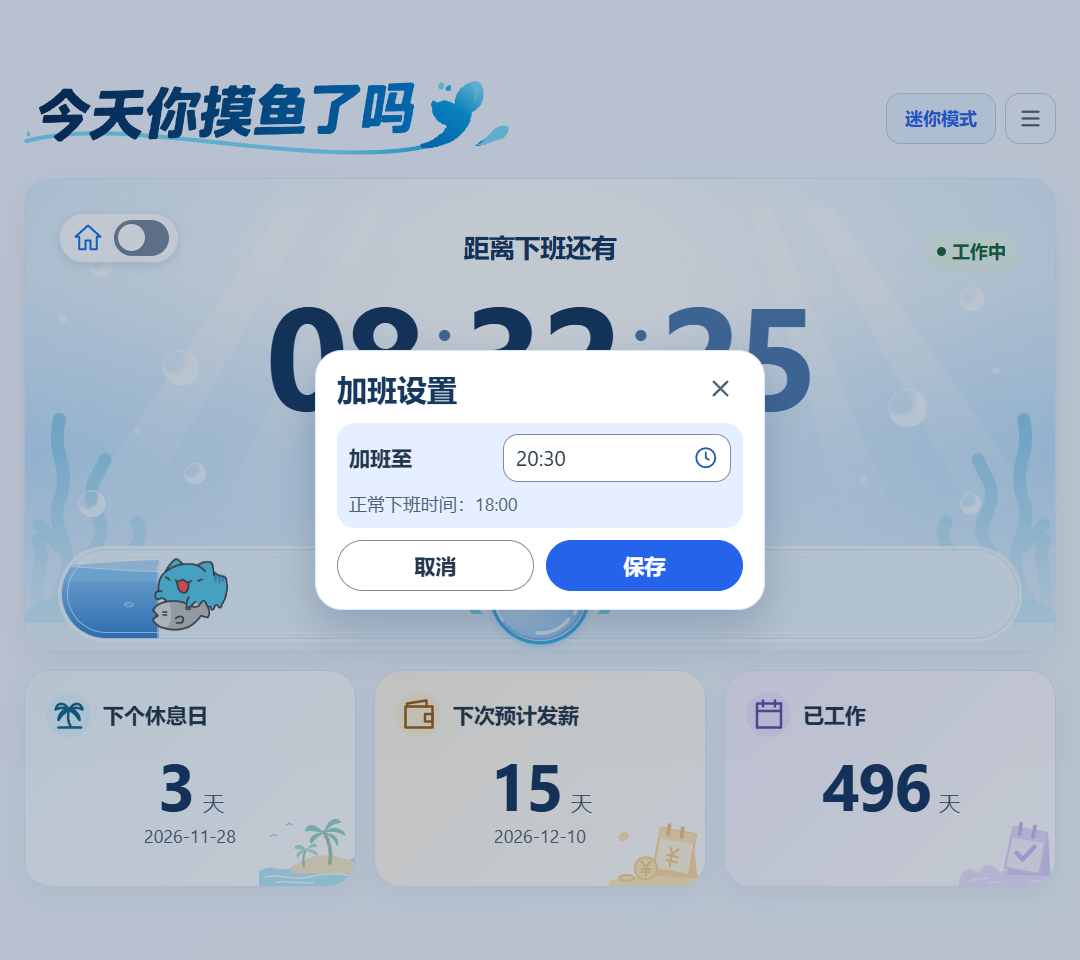 今天你摸鱼了吗
迷你模式
距离下班还有
工作中
08:32:25
加班设置
加班至
20:30
正常下班时间：18:00
取消
保存
下个休息日
3 天
2026-11-28
下次预计发薪
15 天
2026-12-10
已工作
496 天